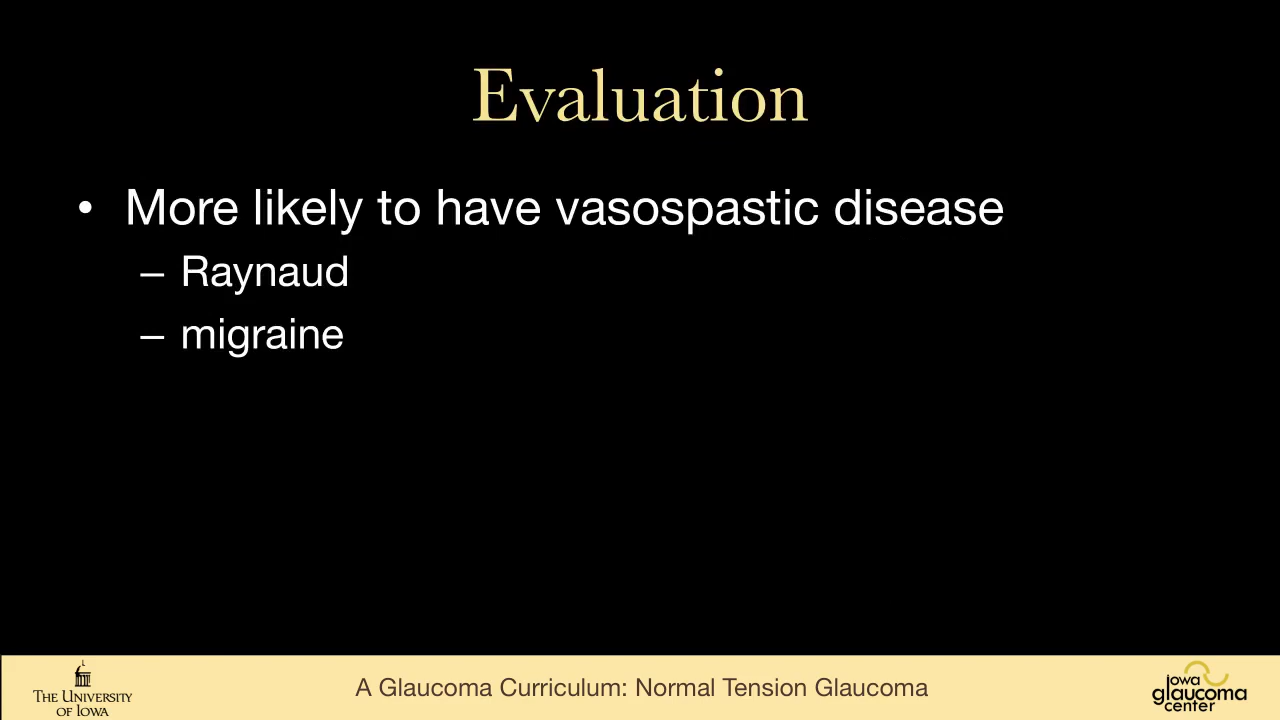 Evaluation
• More likely to have vasospastic disease
– Raynaud
– migraine
THE UNIVERSITY
OF IOWA
A Glaucoma Curriculum: Normal Tension Glaucoma
iowa
glaucoma
center